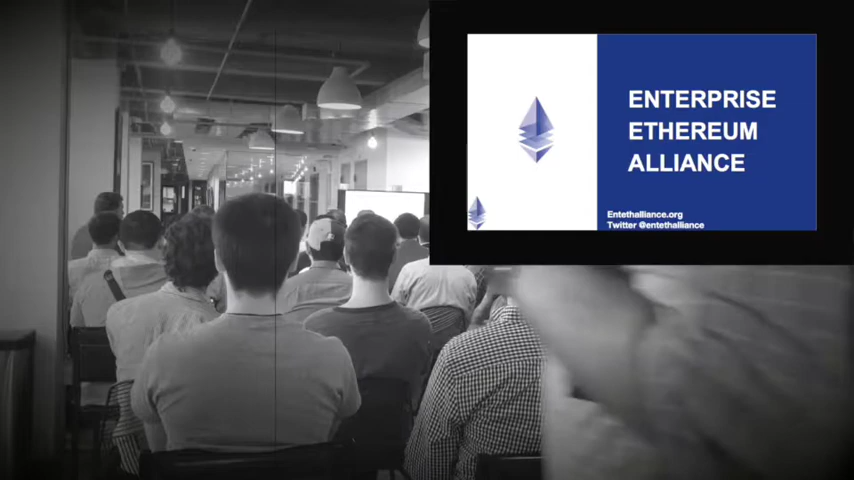 ENTERPRISE
ETHEREUM
ALLIANCE
Entethalliance.org
Twitter @entethalliance